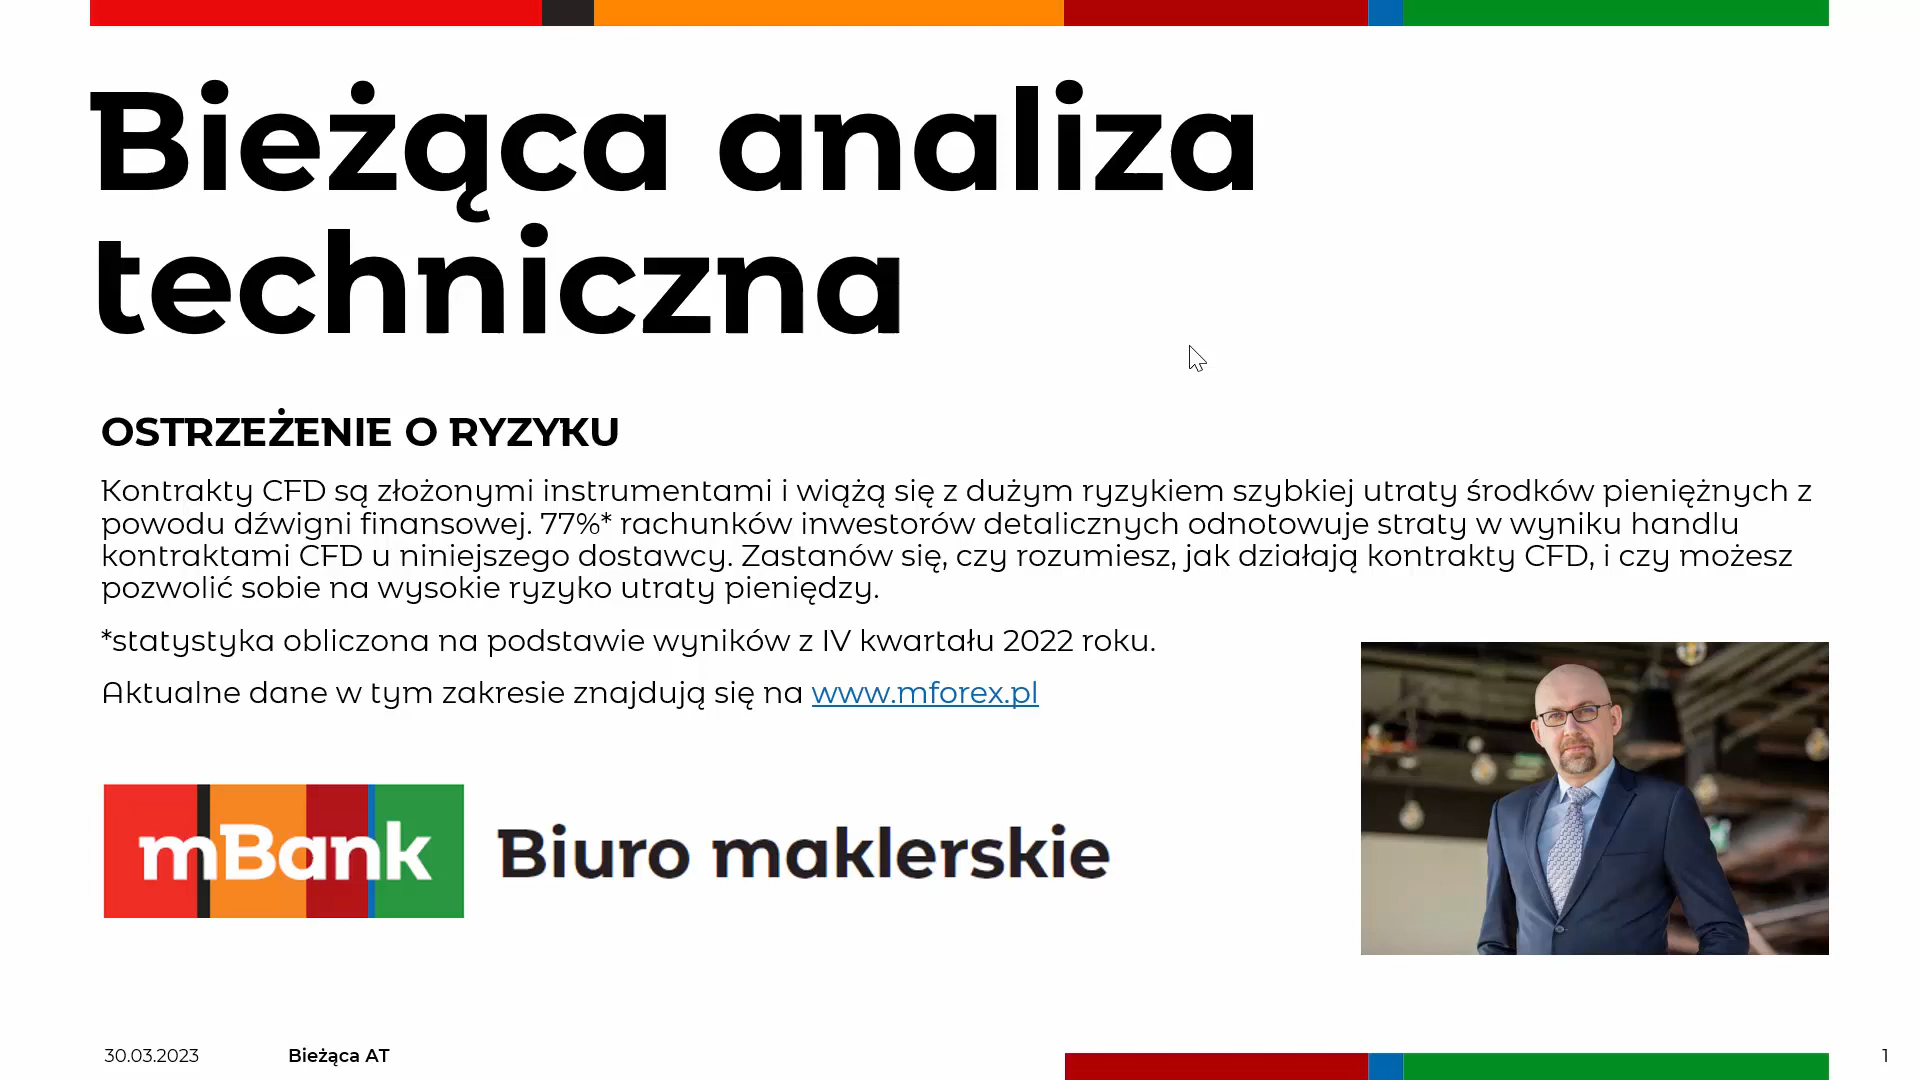 Bieżąca analiza
techniczna
OSTRZEŻENIE O RYZYKU
Kontrakty CFD są złożonymi instrumentami i wiążą się z dużym ryzykiem szybkiej utraty środków pieniężnych z
powodu dźwigni finansowej. 77%* rachunków inwestorów detalicznych odnotowuje straty w wyniku handlu
kontraktami CFD u niniejszego dostawcy. Zastanów się, czy rozumiesz, jak działają kontrakty CFD, i czy możesz
pozwolić sobie na wysokie ryzyko utraty pieniędzy.
*statystyka obliczona na podstawie wyników z IV kwartału 2022 roku.
Aktualne dane w tym zakresie znajdują się na www.mforex.pl
mBank Biuro maklerskie
30.03.2023 Bieżąca AT 1